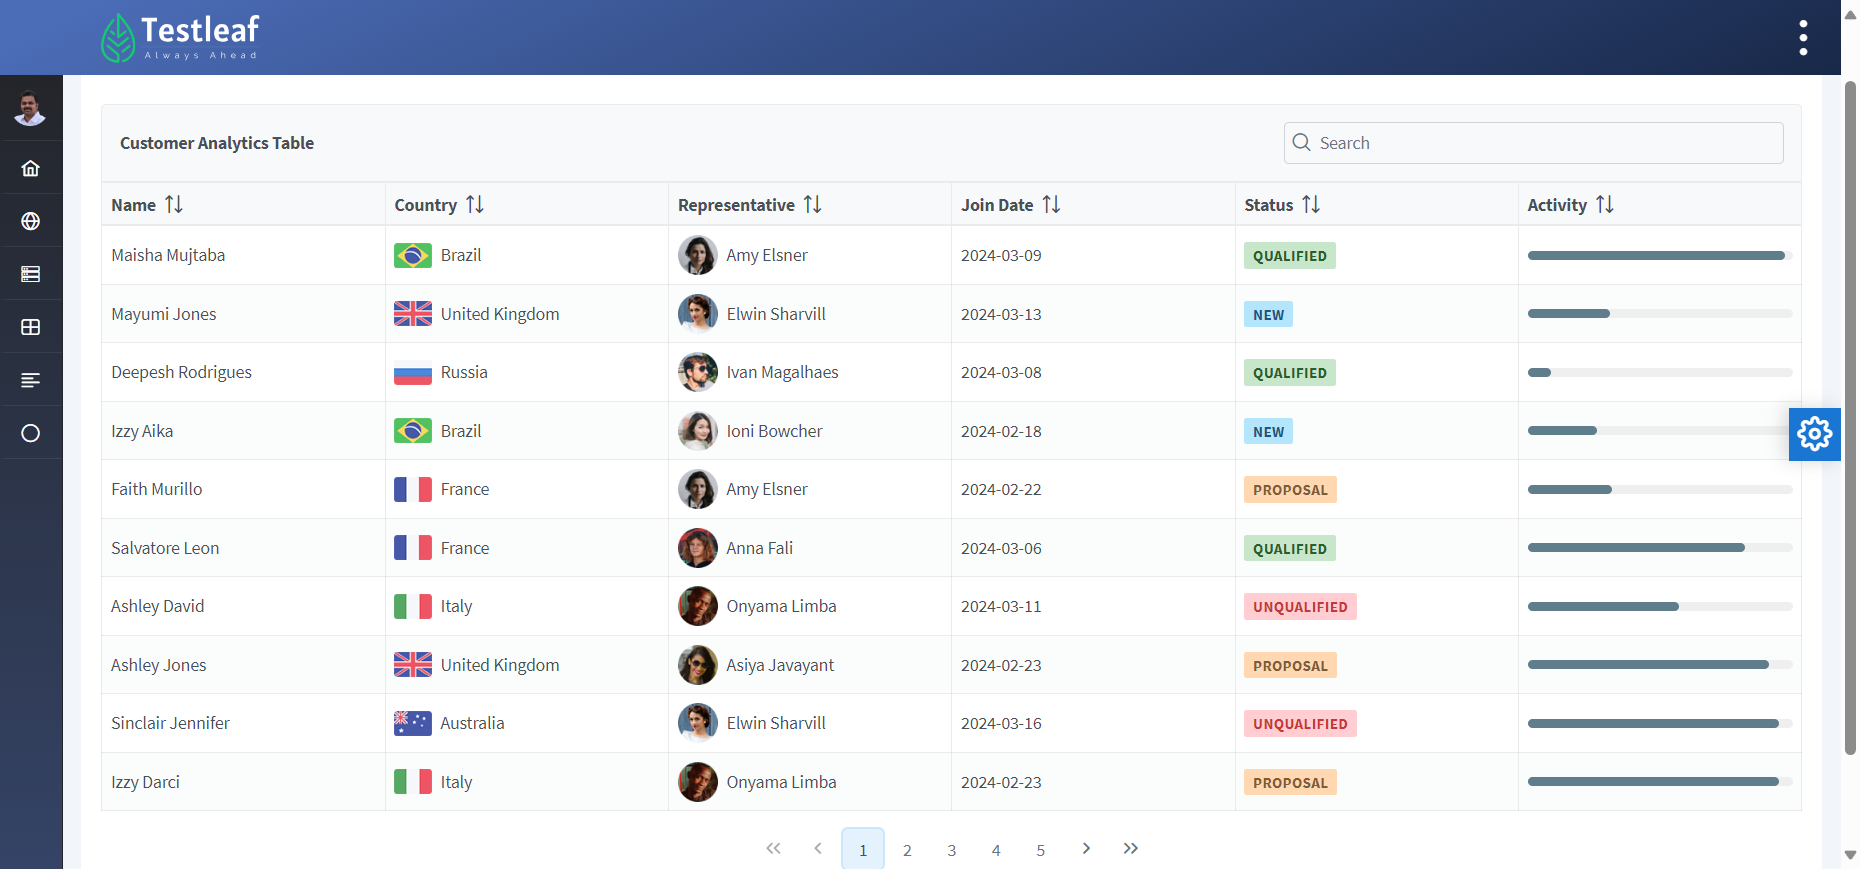 Testleaf
Always Ahead
Customer Analytics Table
Search
Name Country Representative Join Date Status Activity
Maisha Mujtaba Brazil Amy Elsner 2024-03-09 QUALIFIED
Mayumi Jones United Kingdom Elwin Sharvill 2024-03-13 NEW
Deepesh Rodrigues Russia Ivan Magalhaes 2024-03-08 QUALIFIED
Izzy Aika Brazil Ioni Bowcher 2024-02-18 NEW
Faith Murillo France Amy Elsner 2024-02-22 PROPOSAL
Salvatore Leon France Anna Fali 2024-03-06 QUALIFIED
Ashley David Italy Onyama Limba 2024-03-11 UNQUALIFIED
Ashley Jones United Kingdom Asiya Javayant 2024-02-23 PROPOSAL
Sinclair Jennifer Australia Elwin Sharvill 2024-03-16 UNQUALIFIED
Izzy Darci Italy Onyama Limba 2024-02-23 PROPOSAL
1 2 3 4 5